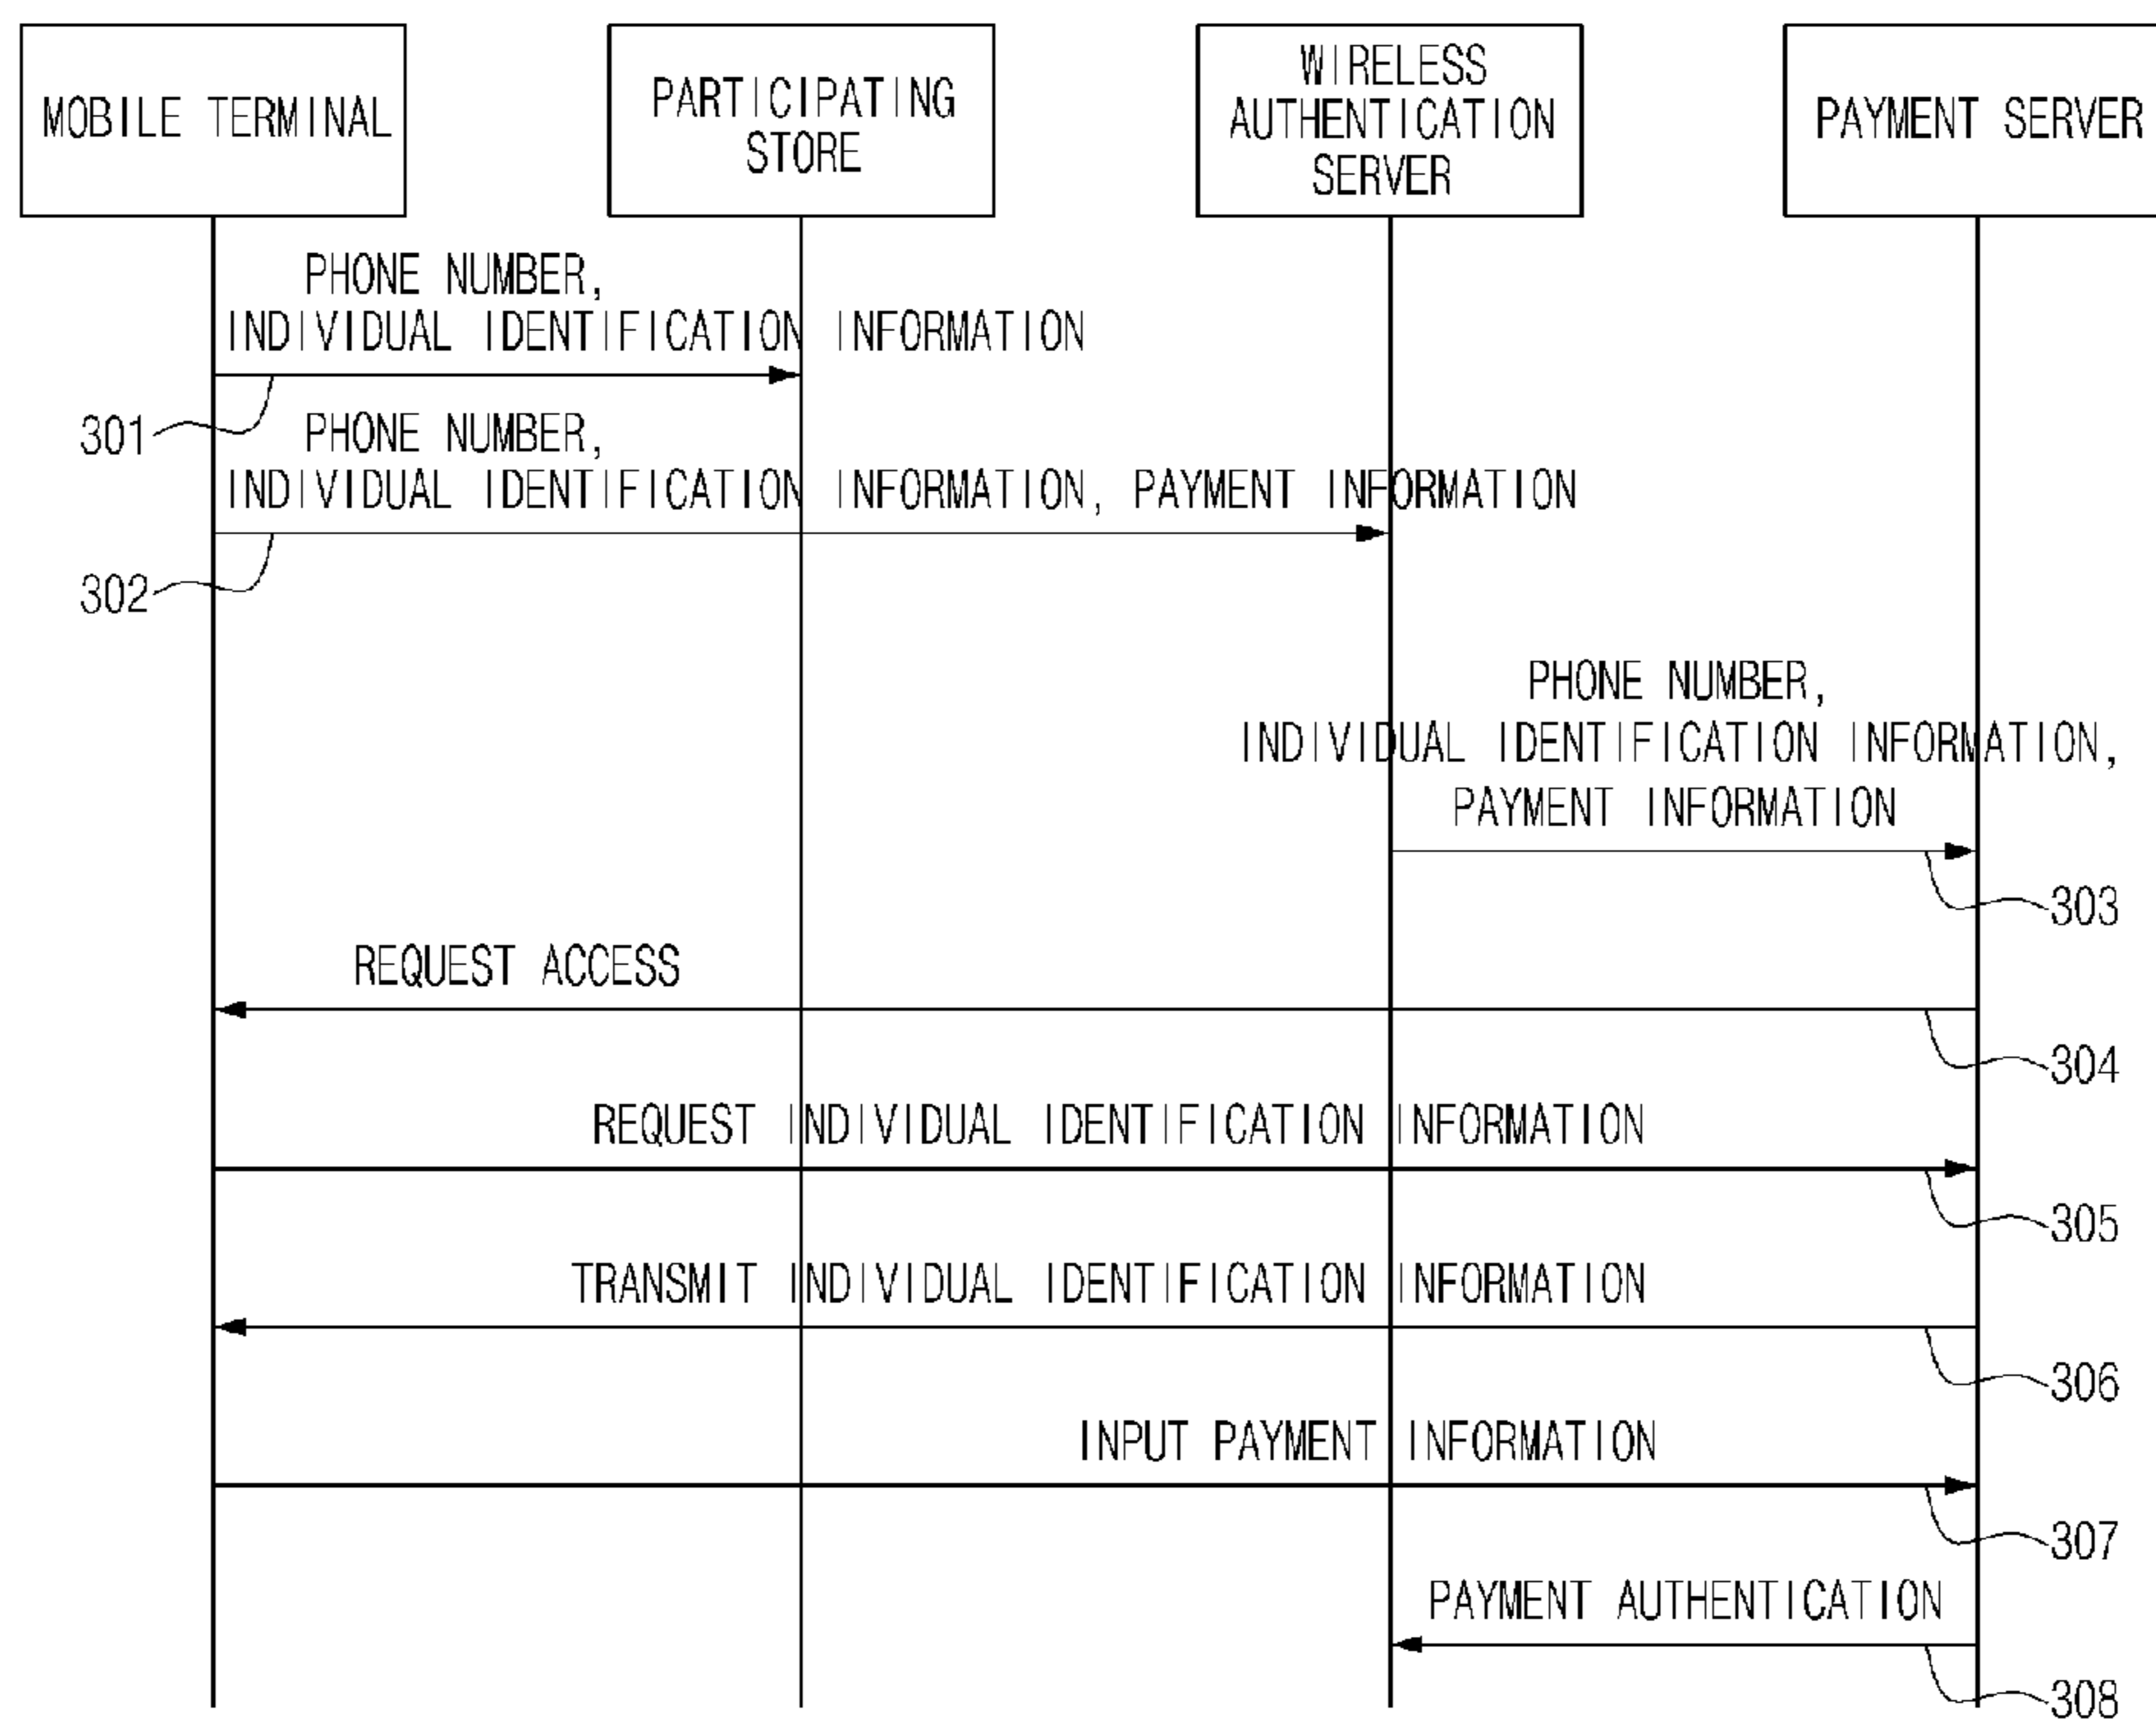 MOBILE TERMINAL
PARTICIPATING
STORE
WIRELESS
AUTHENTICATION
SERVER
PAYMENT SERVER
PHONE NUMBER,
INDIVIDUAL IDENTIFICATION INFORMATION
301
PHONE NUMBER,
INDIVIDUAL IDENTIFICATION INFORMATION, PAYMENT INFORMATION
302
PHONE NUMBER,
INDIVIDUAL IDENTIFICATION INFORMATION,
PAYMENT INFORMATION
303
REQUEST ACCESS
304
REQUEST INDIVIDUAL IDENTIFICATION INFORMATION
305
TRANSMIT INDIVIDUAL IDENTIFICATION INFORMATION
306
INPUT PAYMENT INFORMATION
307
PAYMENT AUTHENTICATION
308